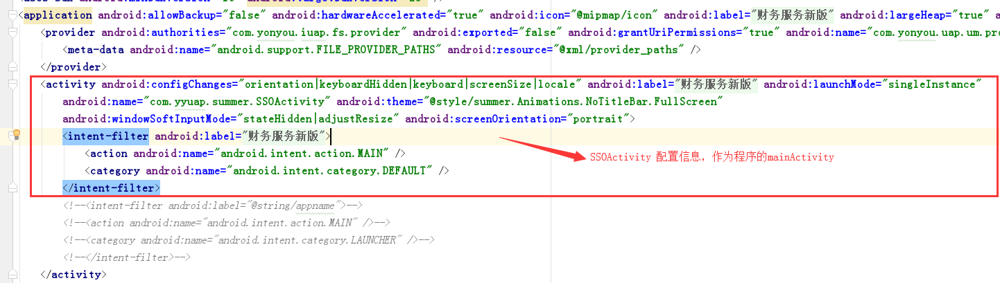 <application android:allowBackup="false" android:hardwareAccelerated="true" android:icon="@mipmap/icon" android:label="财务服务新版" android:largeHeap="true"
<provider android:authorities="com.yonyou.iuap.fs.provider" android:exported="false" android:grantUriPermissions="true" android:name="com.yonyou.uap.um.pro
<meta-data android:name="android.support.FILE_PROVIDER_PATHS" android:resource="@xml/provider_paths" />
</provider>
<activity android:configChanges="orientation|keyboardHidden|keyboard|screenSize|locale" android:label="财务服务新版" android:launchMode="singleInstance"
android:name="com.yyuap.summer.SSOActivity" android:theme="@style/summer.Animations.NoTitleBar.FullScreen"
android:windowSoftInputMode="stateHidden|adjustResize" android:screenOrientation="portrait">
<intent-filter android:label="财务服务新版">
<action android:name="android.intent.action.MAIN" />
SSOActivity 配置信息，作为程序的mainActivity
<category android:name="android.intent.category.DEFAULT" />
</intent-filter>
<!--<intent-filter android:label="@string/appname">-->
<!--<action android:name="android.intent.action.MAIN" />-->
<!--<category android:name="android.intent.category.LAUNCHER" />-->
<!--</intent-filter>-->
</activity>